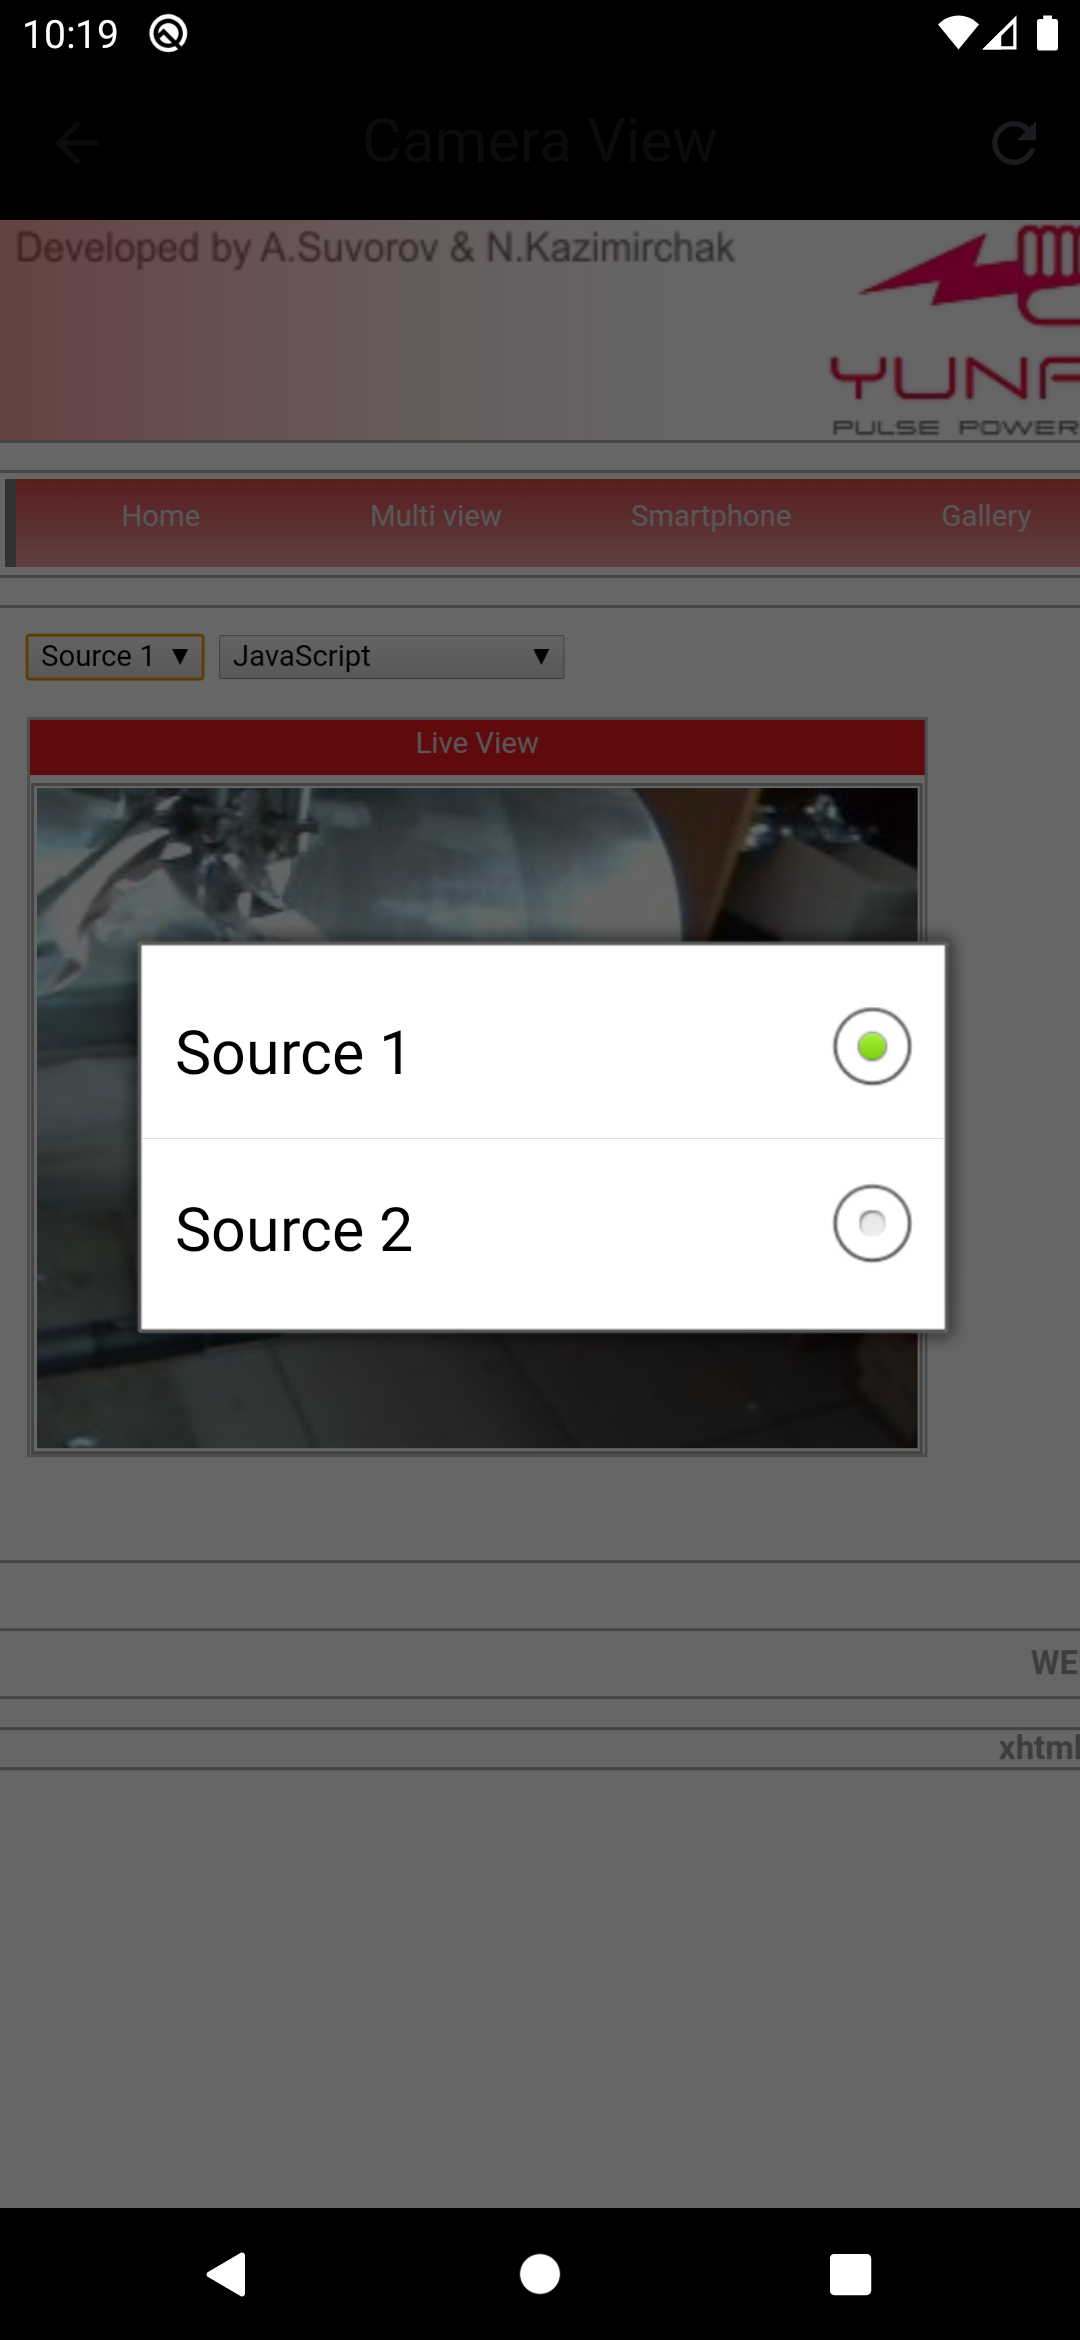 10:19
Camera View
Developed by A.Suvorov & N.Kazimirchak
PULSE POWER
Home Multi view Smartphone Gallery
Source 1 ▼ JavaScript ▼
Live View
Source 1
Source 2
WE
xhtml